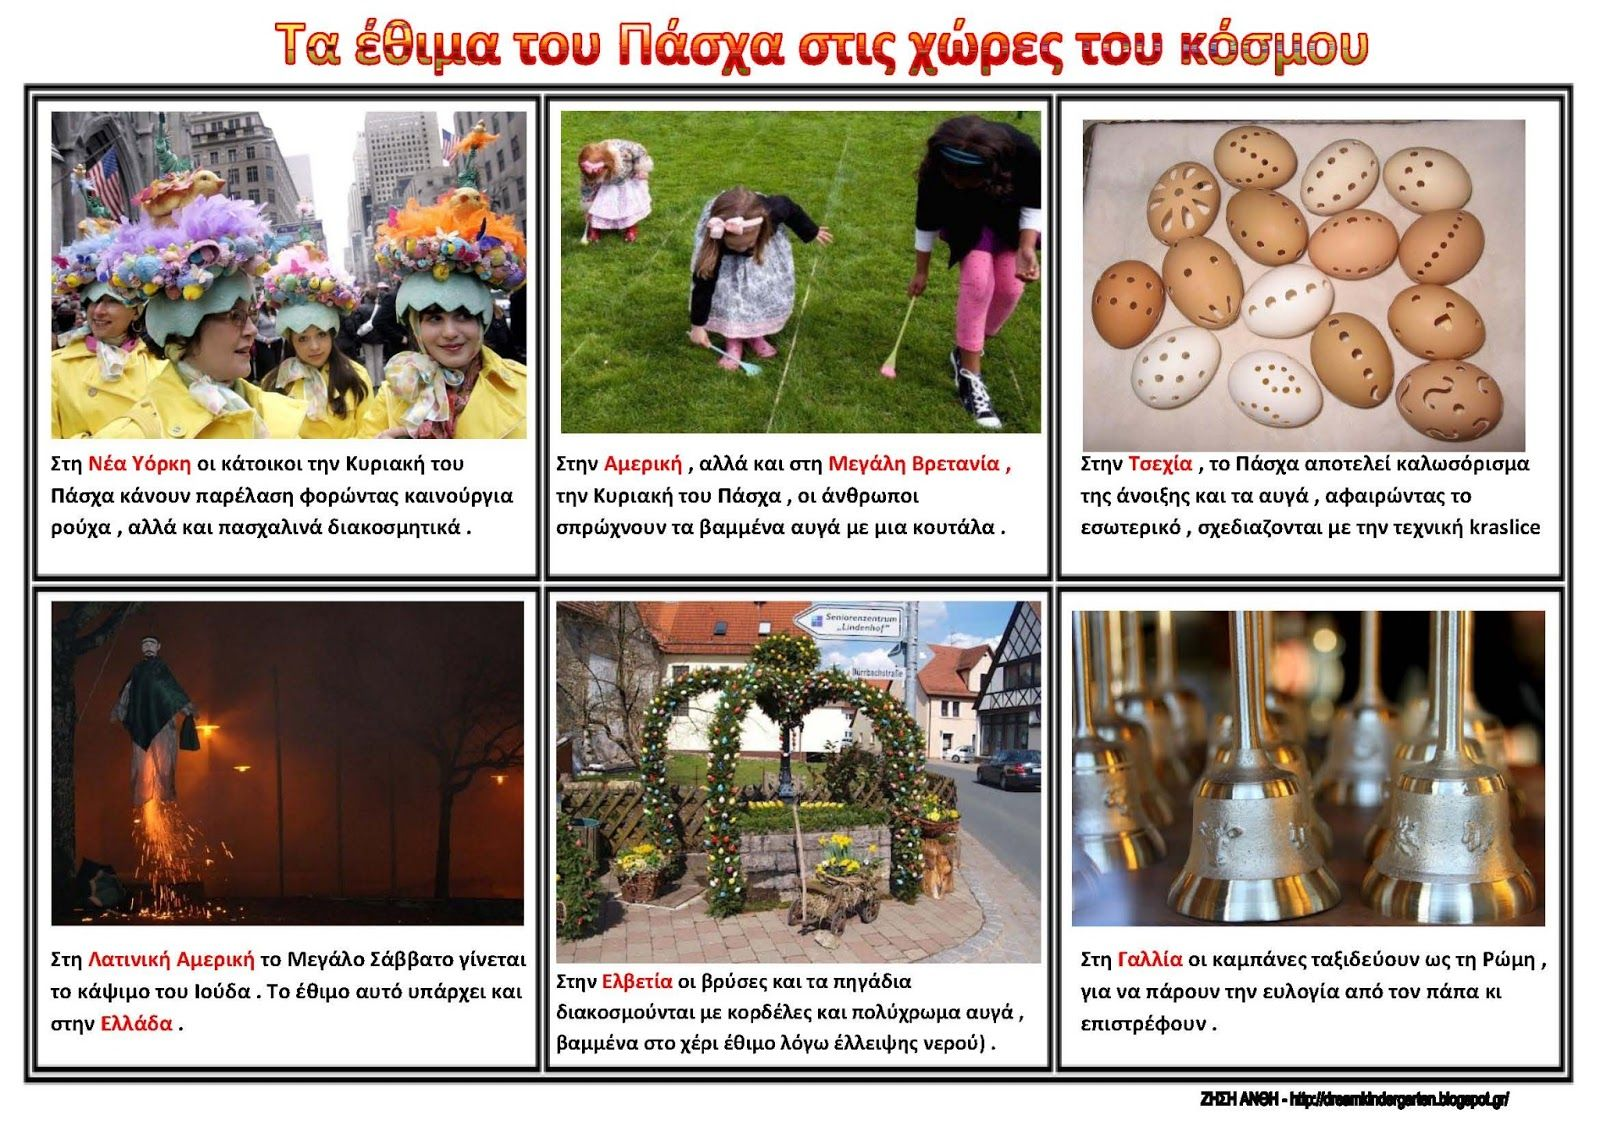 Τα έθιμα του Πάσχα στις χώρες του κόσμου
Στη Νέα Υόρκη οι κάτοικοι την Κυριακή του
Πάσχα κάνουν παρέλαση φορώντας καινούργια
ρούχα , αλλά και πασχαλινά διακοσμητικά .
Στην Αμερική , αλλά και στη Μεγάλη Βρετανία ,
την Κυριακή του Πάσχα , οι άνθρωποι
σπρώχνουν τα βαμμένα αυγά με μια κουτάλα .
Στην Τσεχία , το Πάσχα αποτελεί καλωσόρισμα
της άνοιξης και τα αυγά , αφαιρώντας το
εσωτερικό , σχεδιαζονται με την τεχνική kraslice
Seniorenzentrum
„Lindenhof"
Nürrbachstraße
Στη Λατινική Αμερική το Μεγάλο Σάββατο γίνεται
το κάψιμο του Ιούδα . Το έθιμο αυτό υπάρχει και
στην Ελλάδα .
Στην Ελβετία οι βρύσες και τα πηγάδια
διακοσμούνται με κορδέλες και πολύχρωμα αυγά ,
βαμμένα στο χέρι έθιμο λόγω έλλειψης νερού) .
Στη Γαλλία οι καμπάνες ταξιδεύουν ως τη Ρώμη ,
για να πάρουν την ευλογία από τον πάπα κι
επιστρέφουν .
ΖΗΣΗ ΑΝΘΗ - http://dreamkindergarten.blogspot.gr/